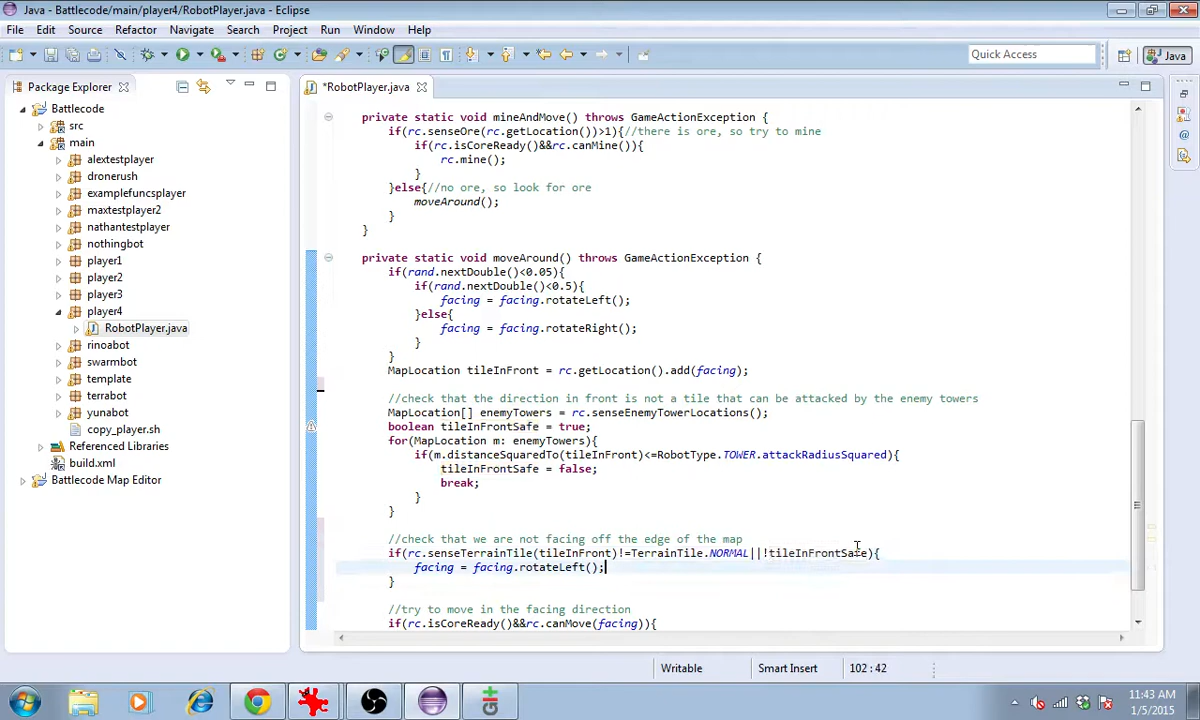 Java - Battlecode/main/player4/RobotPlayer.java - Eclipse
File Edit Source Refactor Navigate Search Project Run Window Help
Quick Access
Java
Package Explorer
*RobotPlayer.java
Battlecode
src
main
alextestplayer
dronerush
examplefuncsplayer
maxtestplayer2
nathantestplayer
nothingbot
player1
player2
player3
player4
RobotPlayer.java
rinoabot
swarmbot
template
terrabot
yunabot
copy_player.sh
Referenced Libraries
build.xml
Battlecode Map Editor
private static void mineAndMove() throws GameActionException {
if(rc.senseOre(rc.getLocation())>1){//there is ore, so try to mine
if(rc.isCoreReady()&&rc.canMine()){
rc.mine();
}
}else{//no ore, so look for ore
moveAround();
}
}
private static void moveAround() throws GameActionException {
if(rand.nextDouble()<0.05){
if(rand.nextDouble()<0.5){
facing = facing.rotateLeft();
}else{
facing = facing.rotateRight();
}
}
MapLocation tileInFront = rc.getLocation().add(facing);
//check that the direction in front is not a tile that can be attacked by the enemy towers
MapLocation[] enemyTowers = rc.senseEnemyTowerLocations();
boolean tileInFrontSafe = true;
for(MapLocation m: enemyTowers){
if(m.distanceSquaredTo(tileInFront)<=RobotType.TOWER.attackRadiusSquared){
tileInFrontSafe = false;
break;
}
}
//check that we are not facing off the edge of the map
if(rc.senseTerrainTile(tileInFront)!=TerrainTile.NORMAL||!tileInFrontSafe){
facing = facing.rotateLeft();
}
//try to move in the facing direction
if(rc.isCoreReady()&&rc.canMove(facing)){
Writable
Smart Insert
102 : 42
11:43 AM
1/5/2015